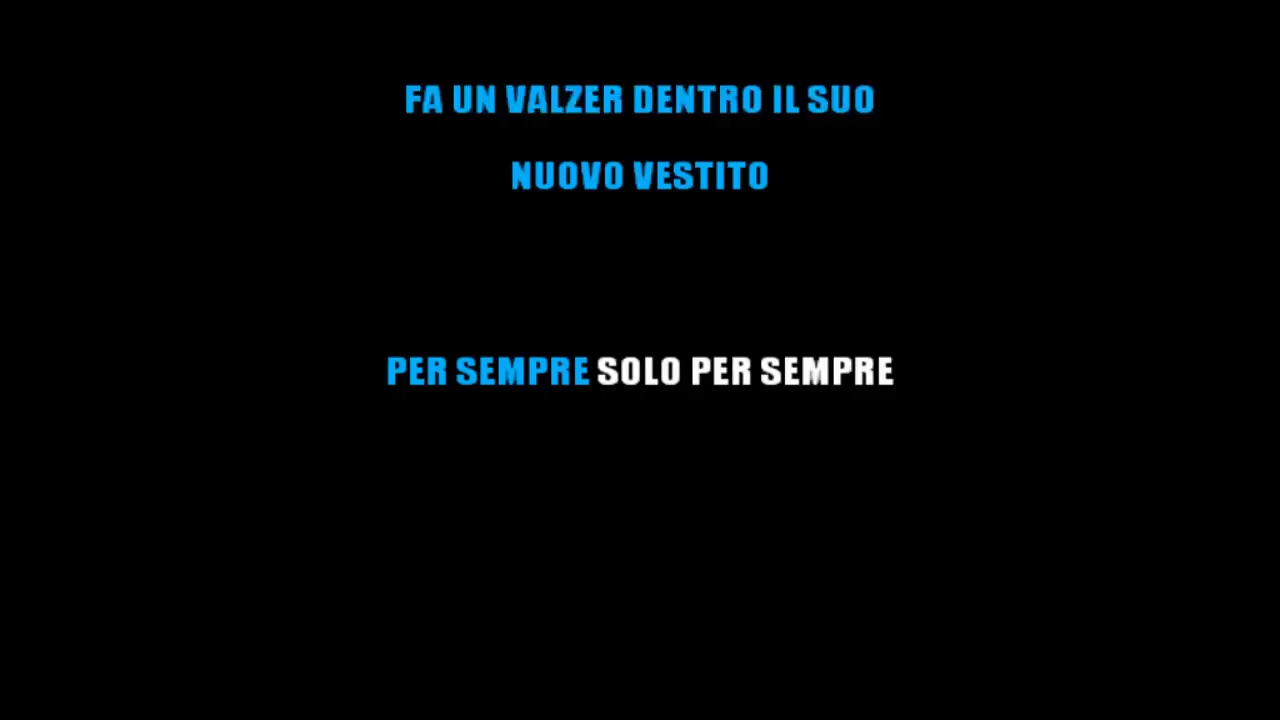 FA UN VALZER DENTRO IL SUO
NUOVO VESTITO
PER SEMPRE SOLO PER SEMPRE